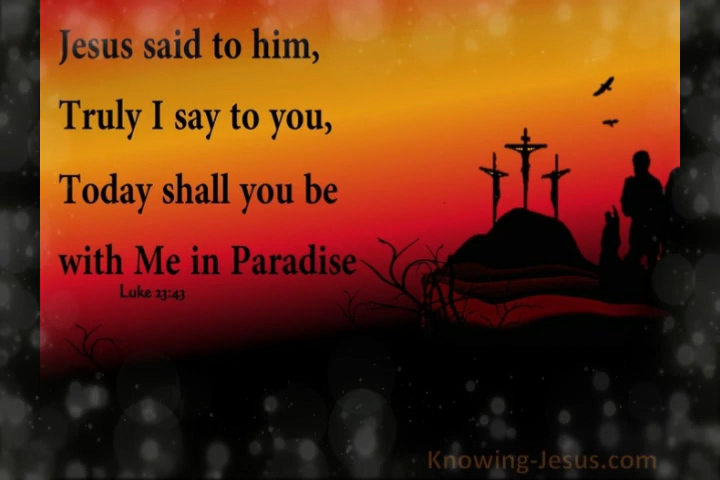 Jesus said to him,
Truly I say to you,
Today shall you be
with Me in Paradise
Luke 23:43
Knowing-Jesus.com